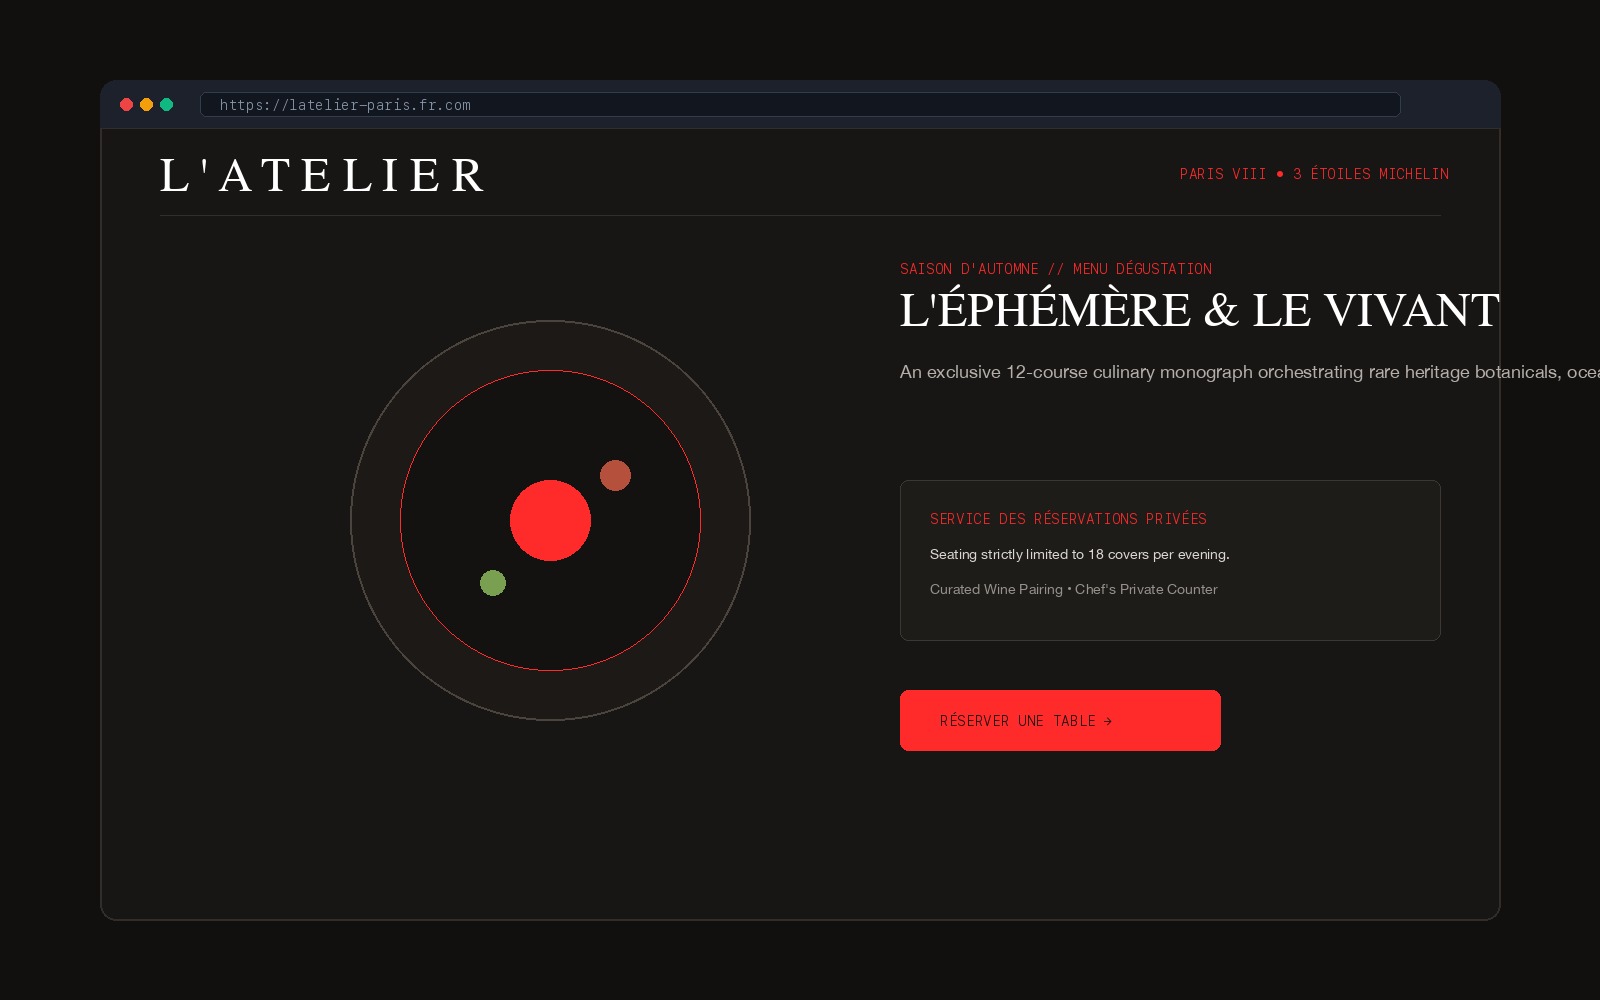 https://latelier-paris.fr.com
L'ATELIER
PARIS VIII • 3 ÉTOILES MICHELIN
SAISON D'AUTOMNE // MENU DÉGUSTATION
L'ÉPHÉMÈRE & LE VIVANT
An exclusive 12-course culinary monograph orchestrating rare heritage botanicals,
SERVICE DES RÉSERVATIONS PRIVÉES
Seating strictly limited to 18 covers per evening.
Curated Wine Pairing • Chef's Private Counter
RÉSERVER UNE TABLE →